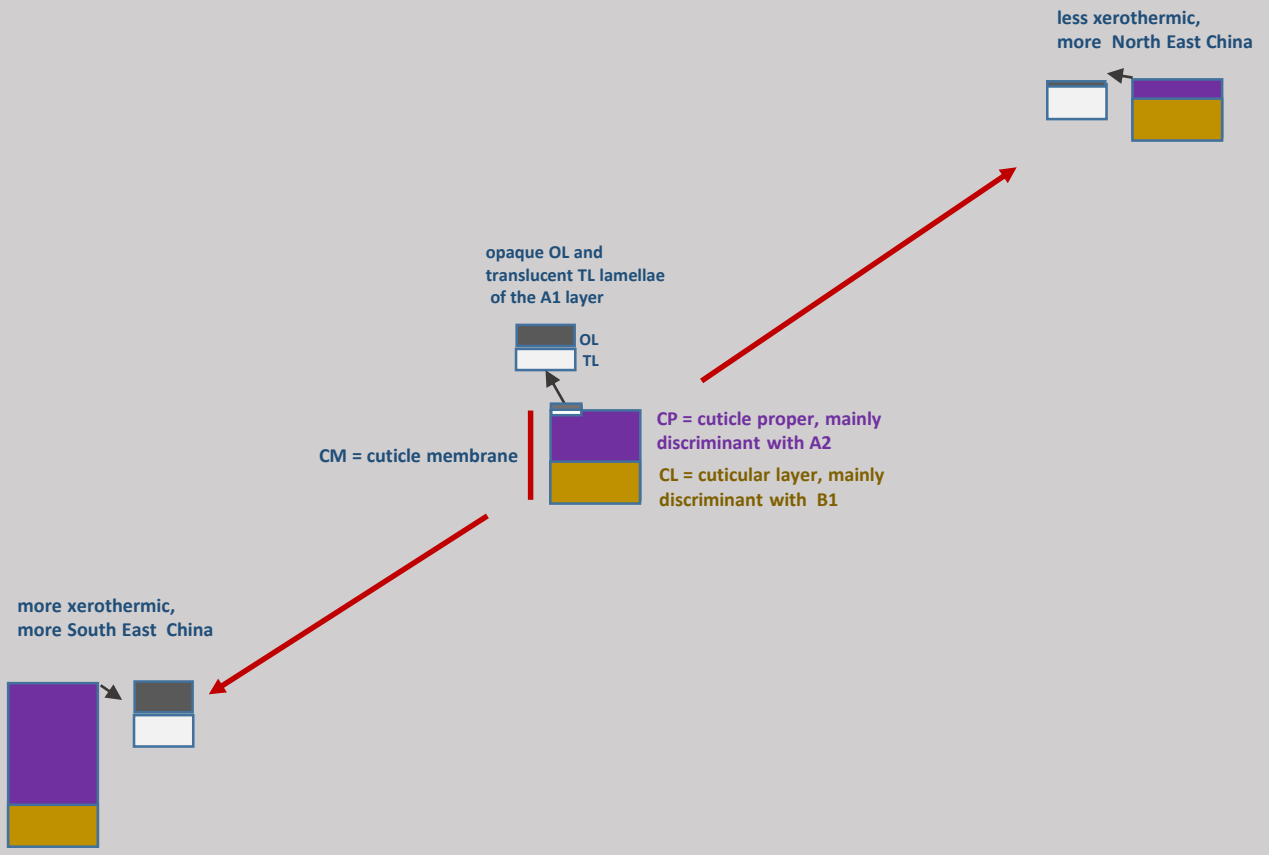 less xerothermic,
more North East China
opaque OL and
translucent TL lamellae
of the A1 layer
OL
TL
CM = cuticle membrane
CP = cuticle proper, mainly
discriminant with A2
CL = cuticular layer, mainly
discriminant with B1
more xerothermic,
more South East China